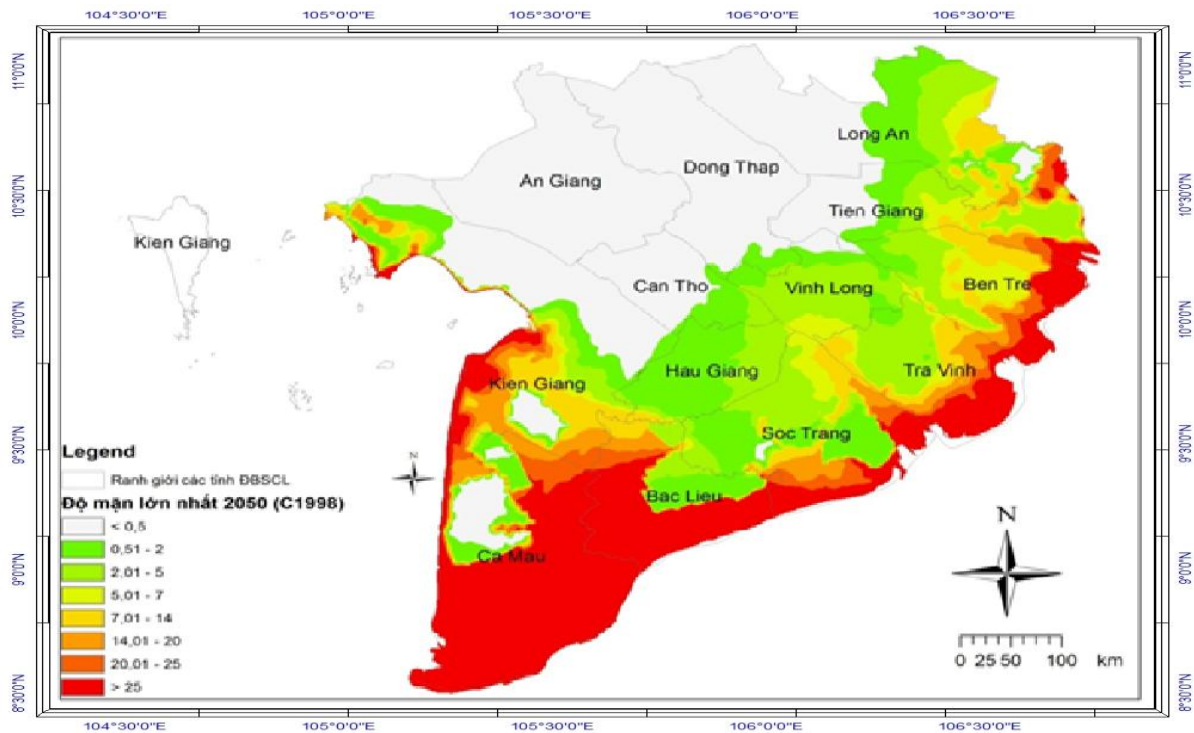 104°30'0"E 105°0'0"E 105°30'0"E 106°0'0"E 106°30'0"E
11°0'0"N
11°0'0"N
Long An
Dong Thap
An Giang
10°30'0"N
10°30'0"N
Tien Giang
Kien Giang
Can Tho
Vinh Long
Ben Tre
10°0'0"N
10°0'0"N
Hau Giang
Tra Vinh
Kien Giang
Soc Trang
9°30'0"N
9°30'0"N
Legend
N
Ranh giới các tỉnh ĐBSCL
Bac Lieu
Độ mặn lớn nhất 2050 (C1998)
N
< 0,5
0,51 - 2
Ca Mau
9°0'0"N
9°0'0"N
2,01 - 5
5,01 - 7
7,01 - 14
14,01 - 20
20,01 - 25
> 25
0 25 50 100 km
8°30'0"N
8°30'0"N
104°30'0"E 105°0'0"E 105°30'0"E 106°0'0"E 106°30'0"E